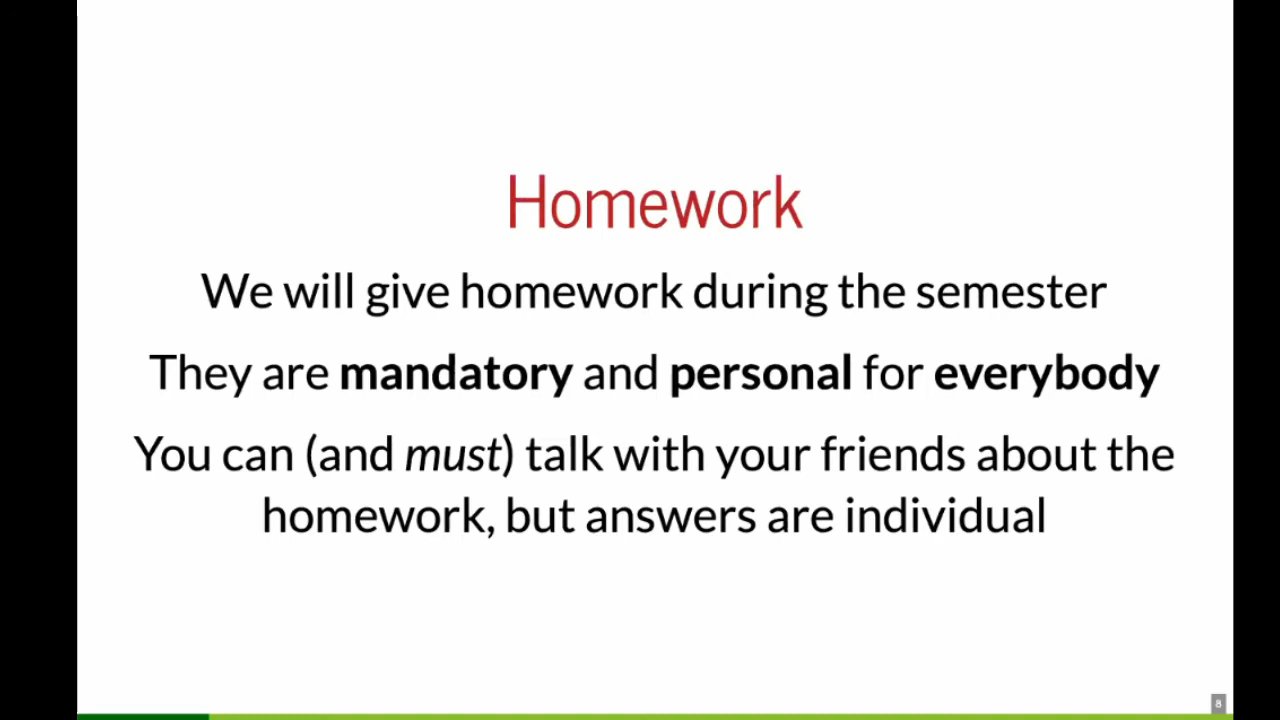 Homework
We will give homework during the semester
They are mandatory and personal for everybody
You can (and must) talk with your friends about the
homework, but answers are individual
8